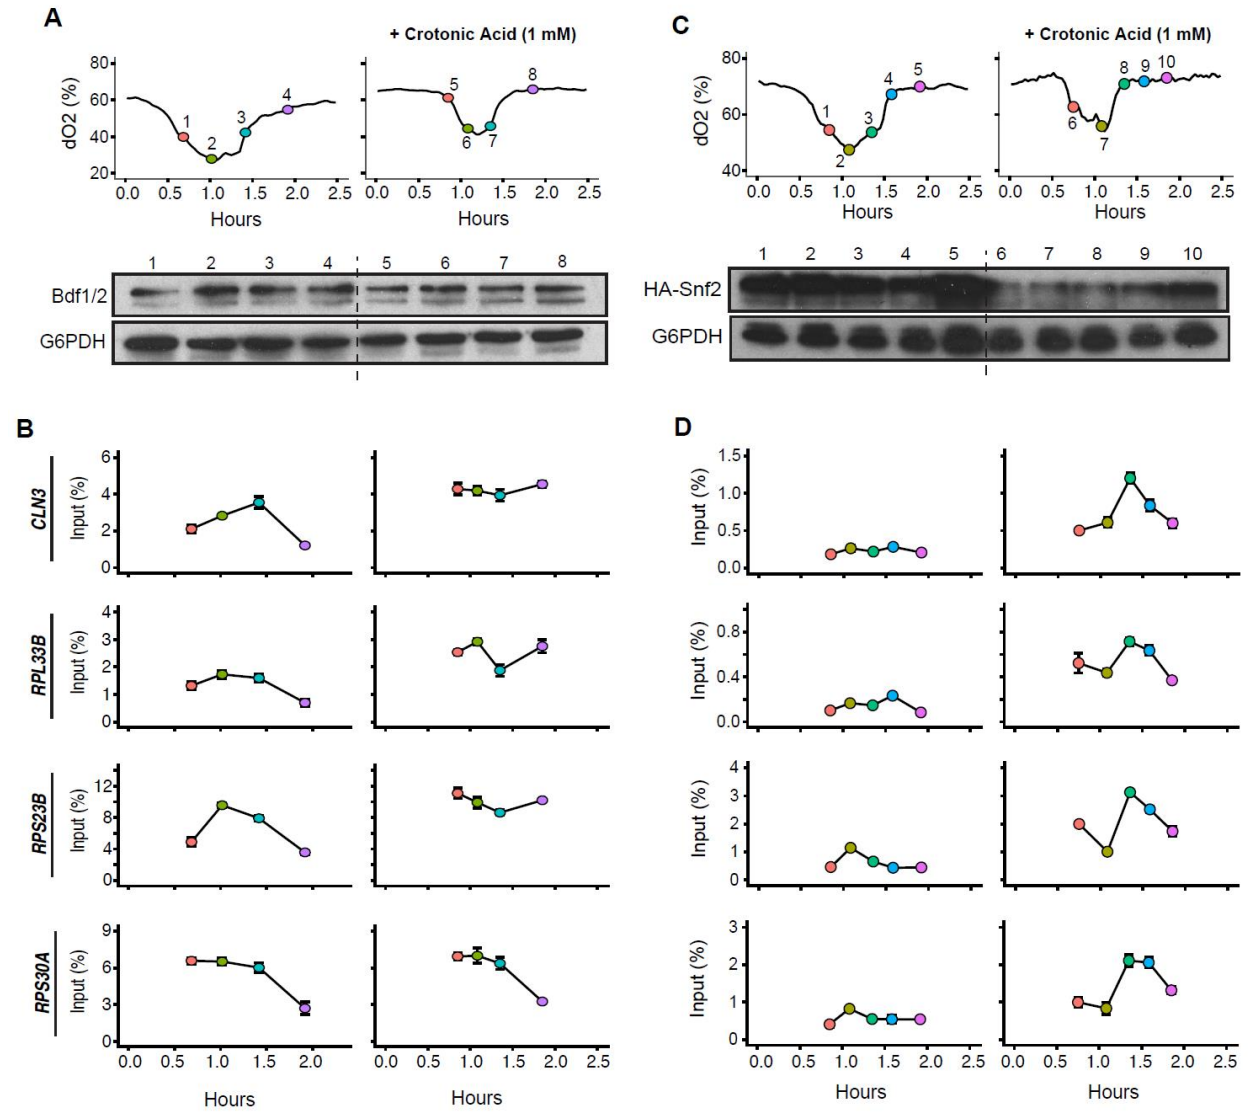 A
+ Crotonic Acid (1 mM)
dO2 (%)
80
60
40
20
1
2
3
4
5
6
7
8
0.0 0.5 1.0 1.5 2.0 2.5
0.0 0.5 1.0 1.5 2.0 2.5
Hours
Hours
1 2 3 4 5 6 7 8
Bdf1/2
G6PDH
B
CLN3
Input (%)
6
4
2
0
RPL33B
Input (%)
4
3
2
1
0
RPS23B
Input (%)
12
8
4
0
RPS30A
Input (%)
9
6
3
0
0.0 0.5 1.0 1.5 2.0
0.0 0.5 1.0 1.5 2.0 2.5
Hours
Hours
C
+ Crotonic Acid (1 mM)
dO2 (%)
80
60
40
1
2
3
4
5
6
7
8
9
10
0.0 0.5 1.0 1.5 2.0 2.5
0.0 0.5 1.0 1.5 2.0 2.5
Hours
Hours
1 2 3 4 5 6 7 8 9 10
HA-Snf2
G6PDH
D
Input (%)
1.5
1.0
0.5
0.0
Input (%)
0.8
0.4
0.0
Input (%)
4
3
2
1
0
Input (%)
3
2
1
0
0.0 0.5 1.0 1.5 2.0 2.5
0.0 0.5 1.0 1.5 2.0 2.5
Hours
Hours